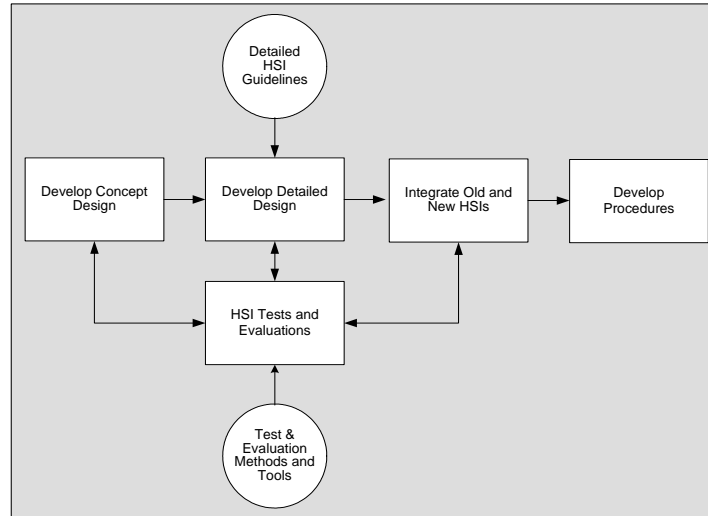 Detailed
HSI
Guidelines
Develop Concept
Design
Develop Detailed
Design
Integrate Old and
New HSIs
Develop
Procedures
HSI Tests and
Evaluations
Test &
Evaluation
Methods and
Tools